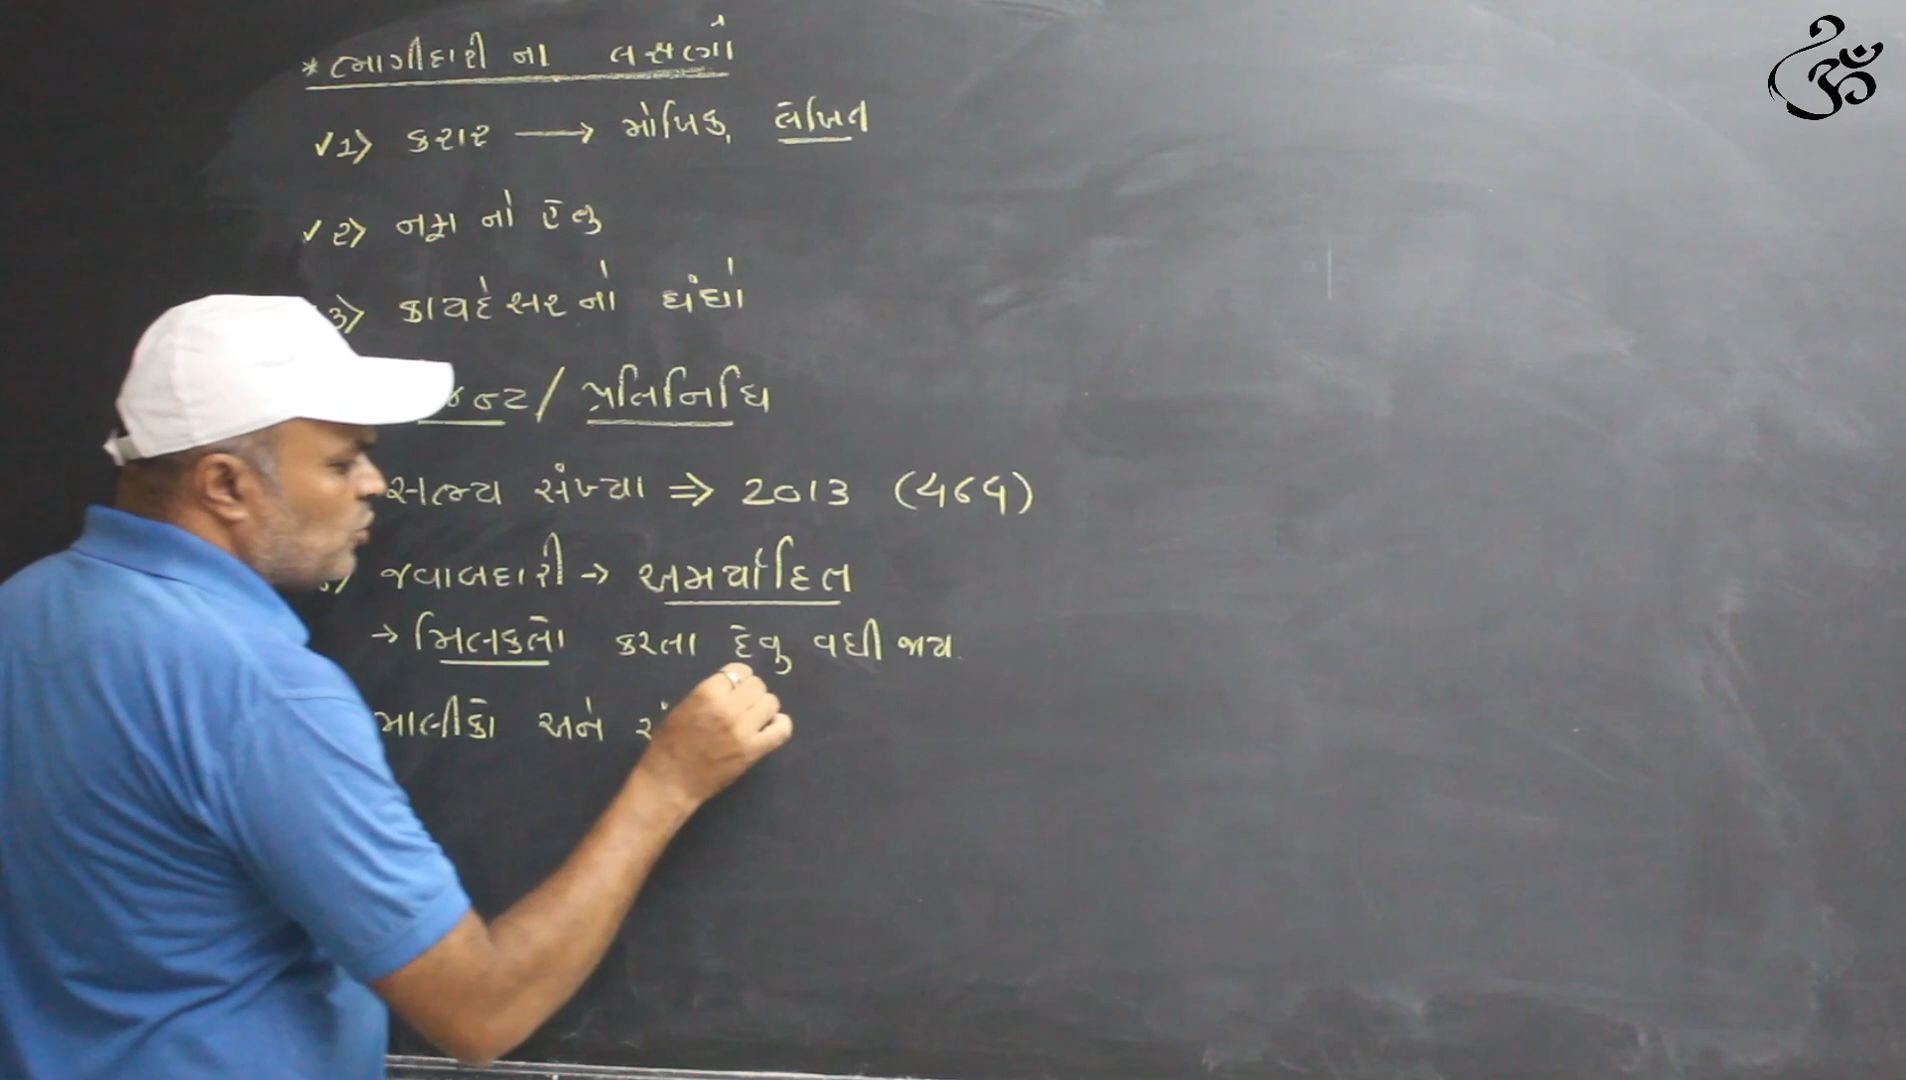 * ભાગીદારી ના લક્ષણો
✓ 1> કરાર → મૌખિક, લેખિત
✓ 2> નફા નો હેતુ
3> કાયદેસર નો ધંધો
જન્ટ / પ્રતિનિધિ
સભ્ય સંખ્યા ⇒ 2013 (464)
જવાબદારી → અમર્યાદિત
→ મિલકતો કરતા દેવુ વધી જાય
માલીકો અને સં
ૐ